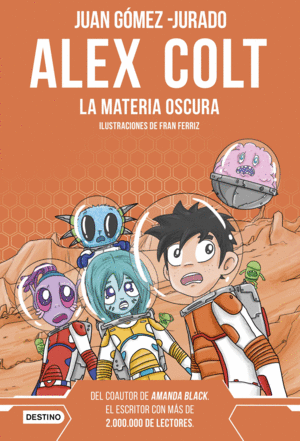 JUAN GÓMEZ -JURADO
ALEX COLT
LA MATERIA OSCURA
ILUSTRACIONES DE FRAN FERRIZ
DEL COAUTOR DE AMANDA BLACK.
EL ESCRITOR CON MÁS DE
2.000.000 DE LECTORES.
DESTINO